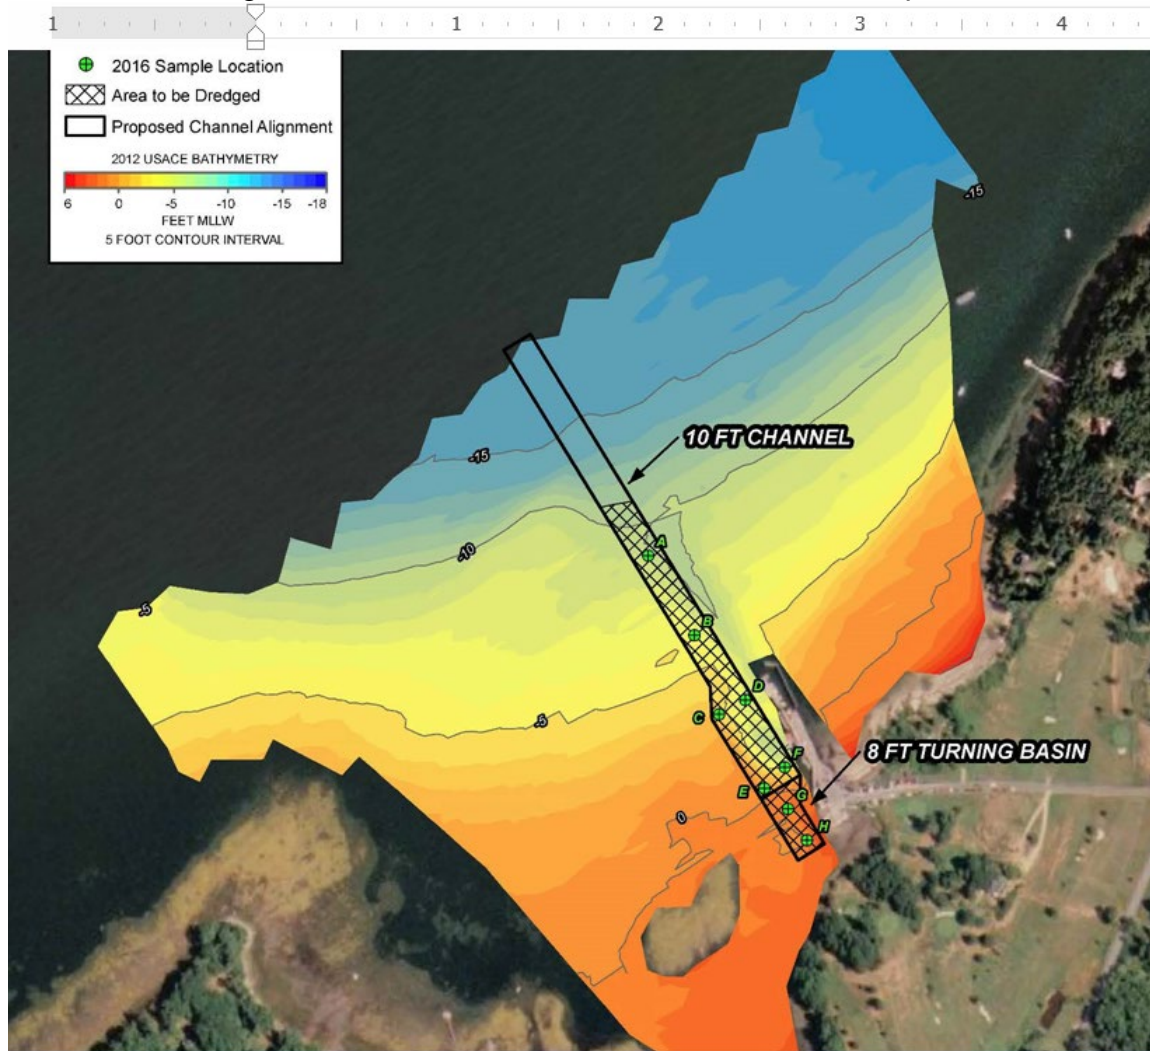 1 1 2 3 4
2016 Sample Location
Area to be Dredged
Proposed Channel Alignment
2012 USACE BATHYMETRY
6 0 -5 -10 -15 -18
FEET MLLW
5 FOOT CONTOUR INTERVAL
-15
10 FT CHANNEL
-15
A
-10
-5
B
D
C
-5
F
8 FT TURNING BASIN
E
G
0
H